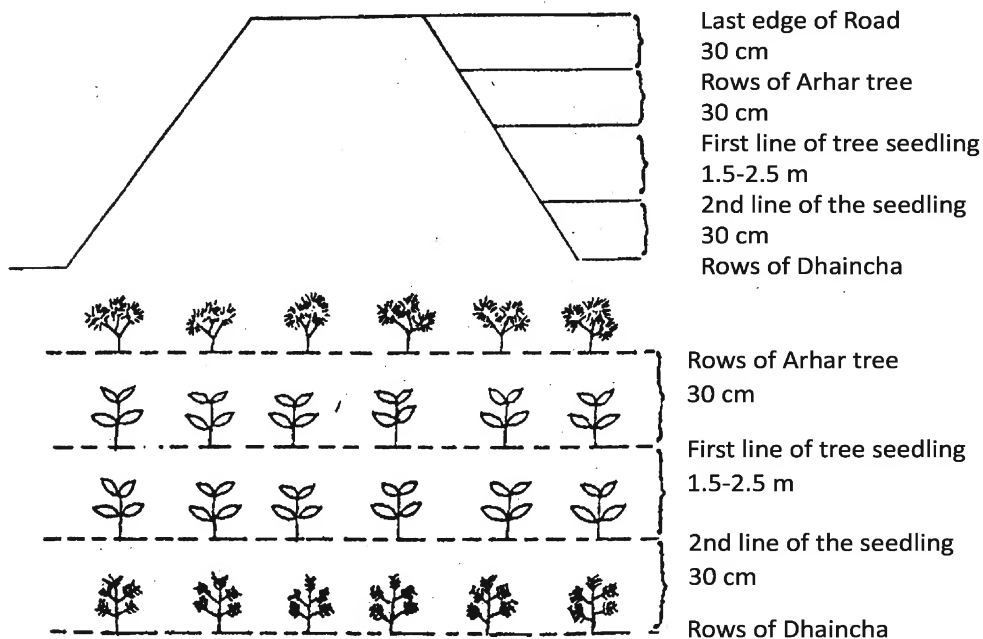 Last edge of Road
30 cm
Rows of Arhar tree
30 cm
First line of tree seedling
1.5-2.5 m
2nd line of the seedling
30 cm
Rows of Dhaincha
Rows of Arhar tree
30 cm
First line of tree seedling
1.5-2.5 m
2nd line of the seedling
30 cm
Rows of Dhaincha